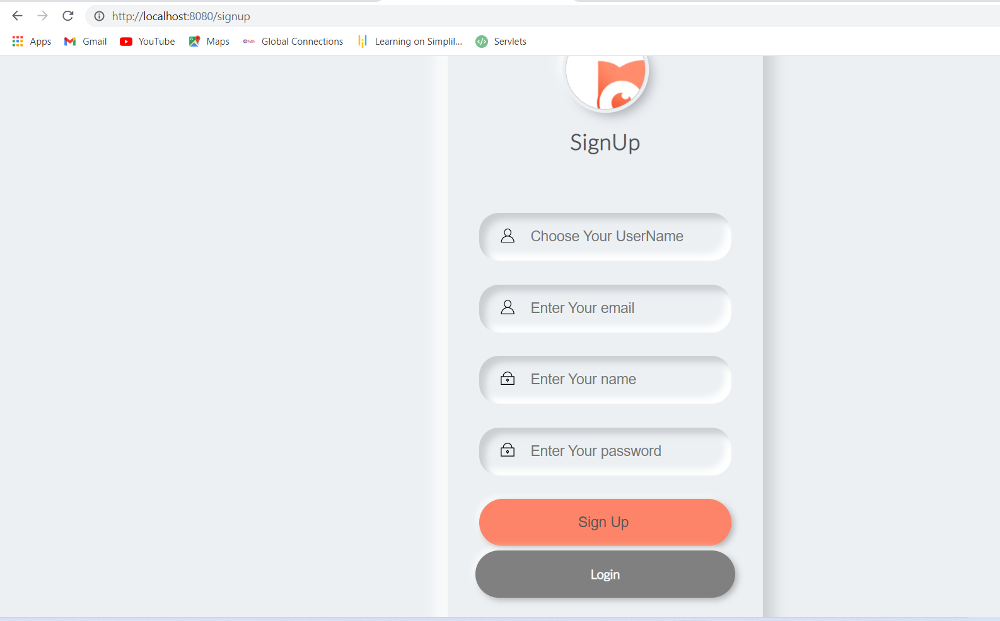 http://localhost:8080/signup
Apps Gmail YouTube Maps Global Connections Learning on Simplil... Servlets
SignUp
Choose Your UserName
Enter Your email
Enter Your name
Enter Your password
Sign Up
Login